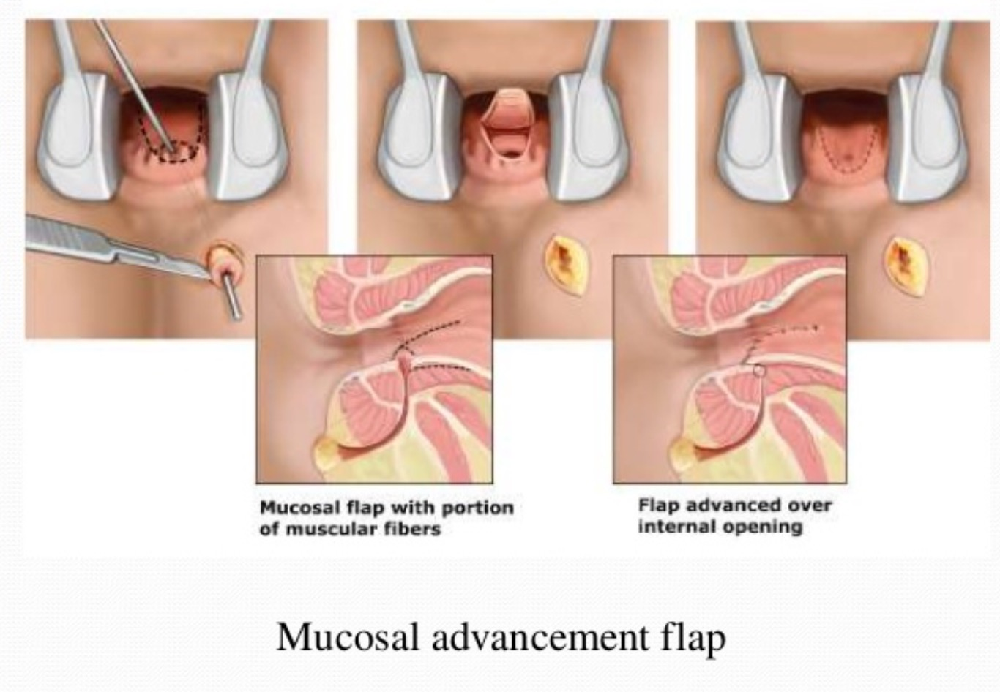 Mucosal flap with portion
of muscular fibers
Flap advanced over
internal opening
Mucosal advancement flap